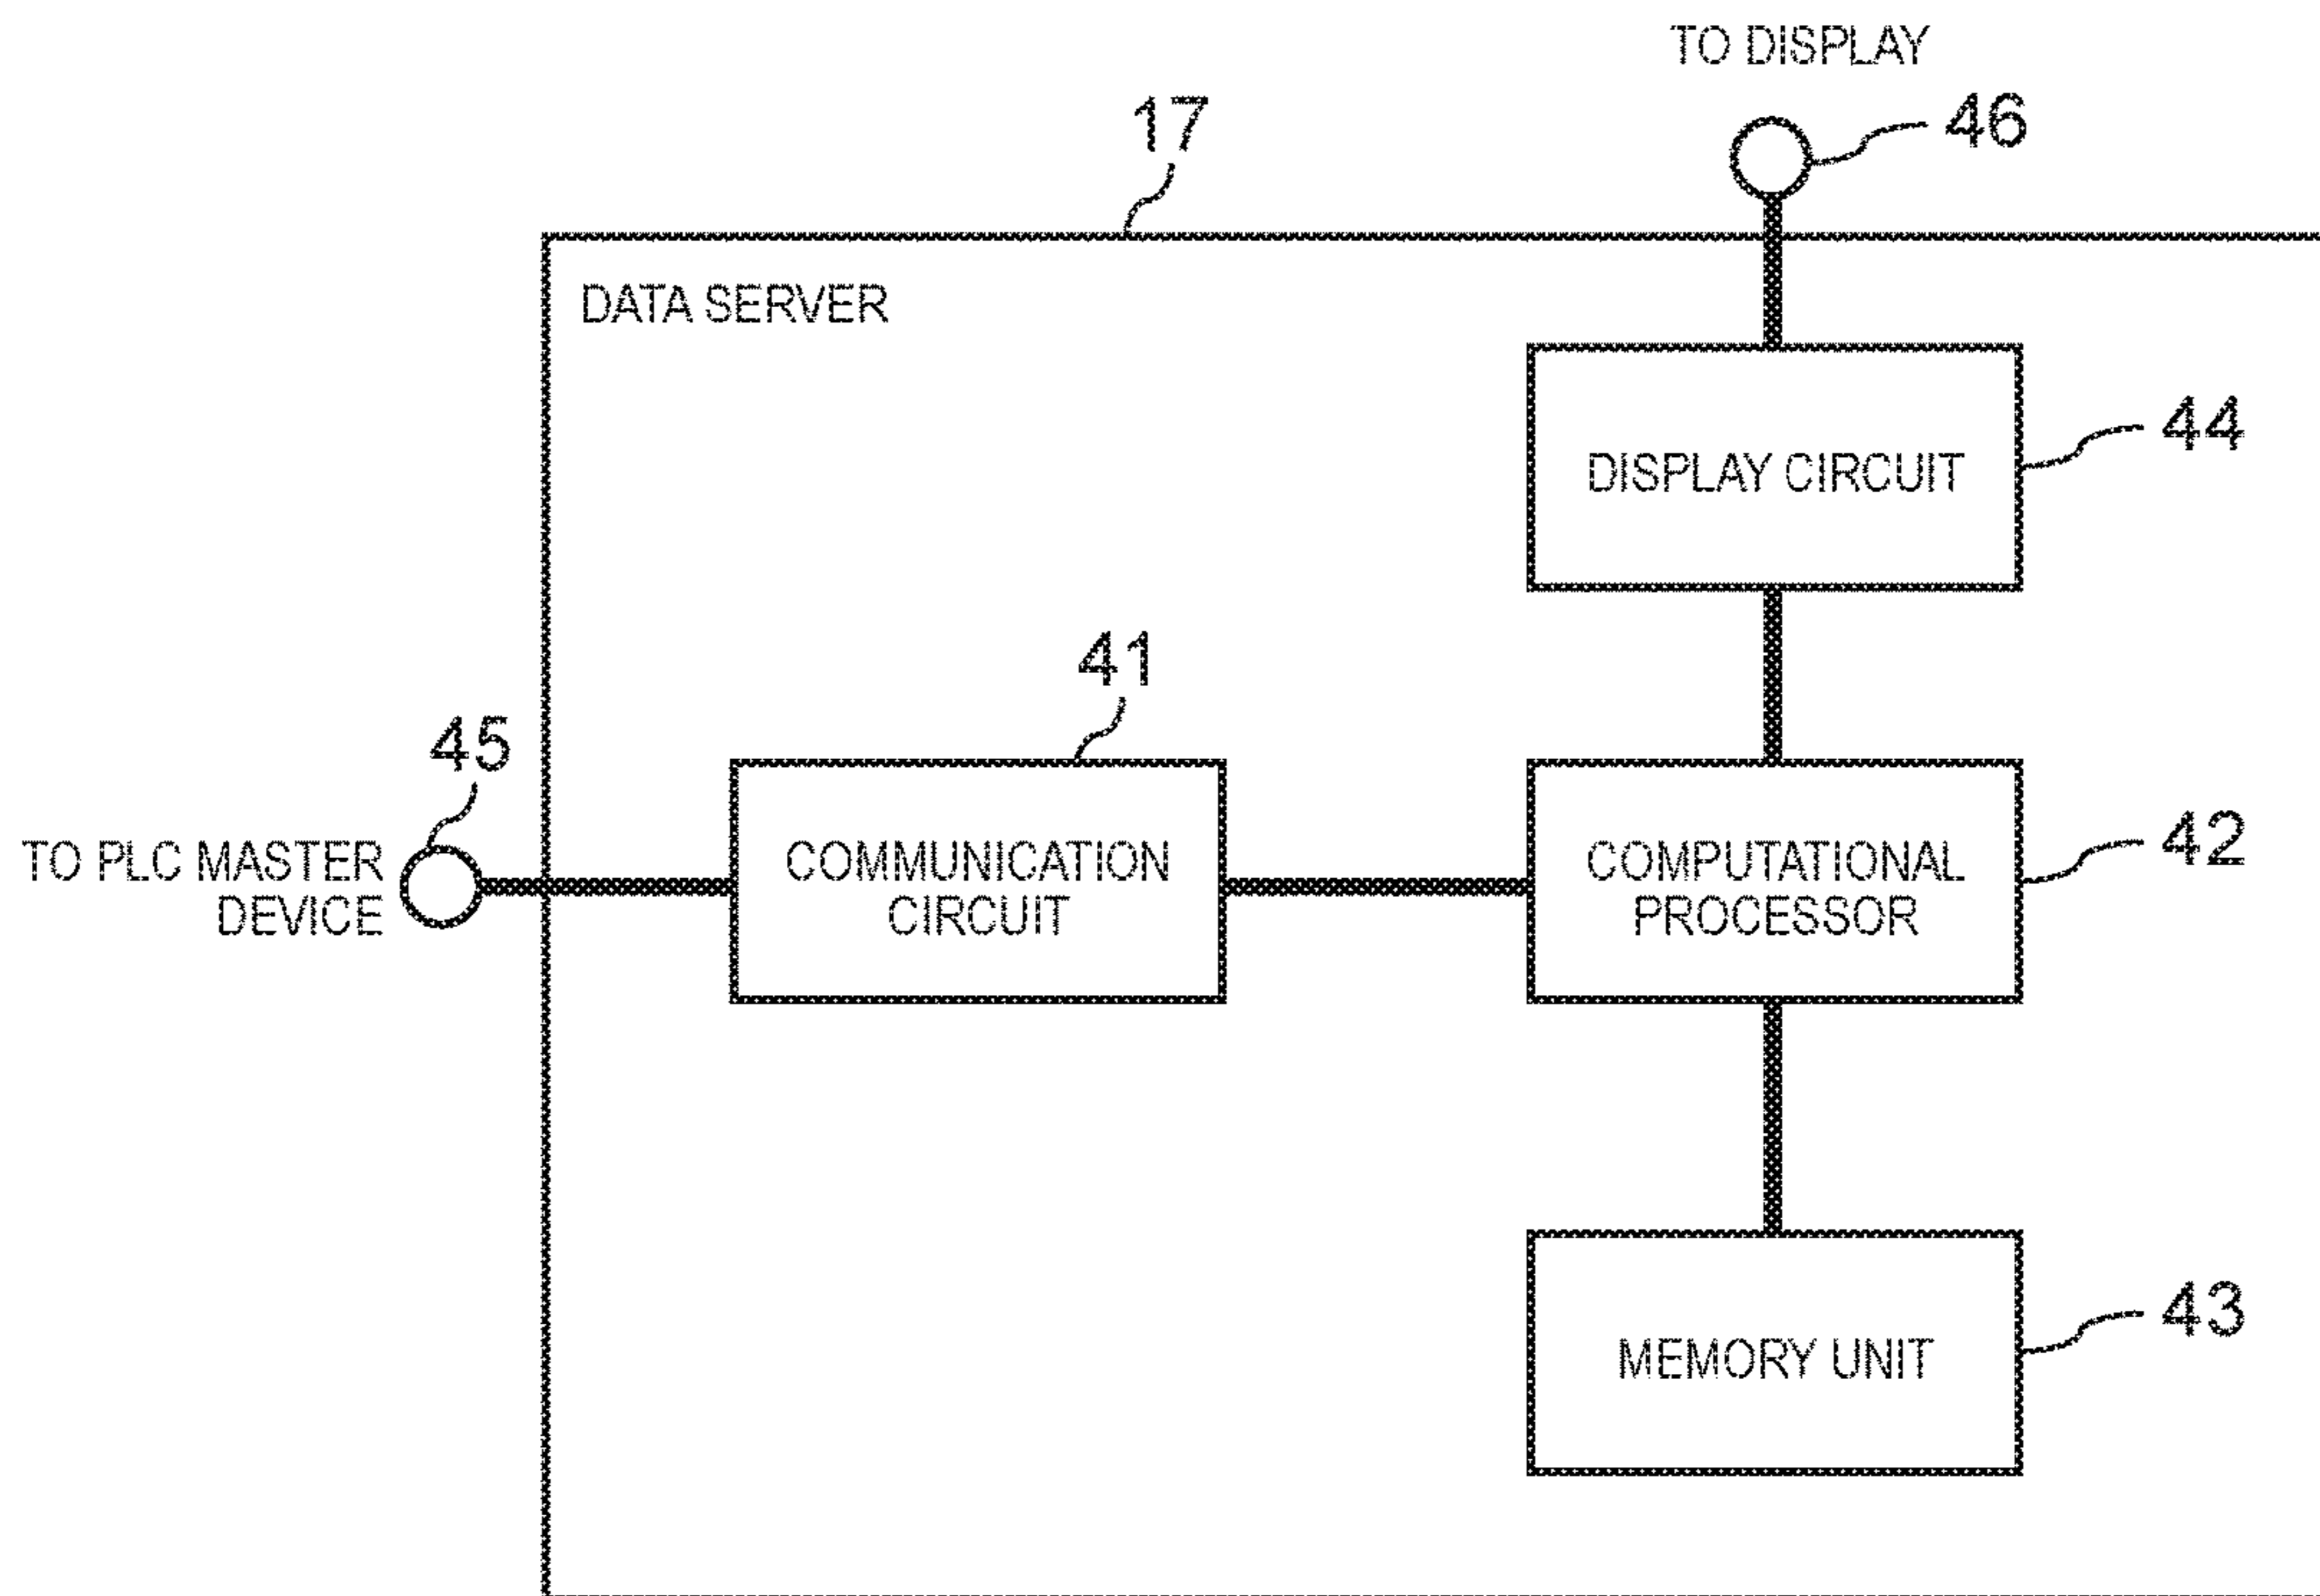 TO DISPLAY
46
17
DATA SERVER
44
DISPLAY CIRCUIT
41
45
TO PLC MASTER
DEVICE
COMMUNICATION
CIRCUIT
COMPUTATIONAL
PROCESSOR
42
43
MEMORY UNIT